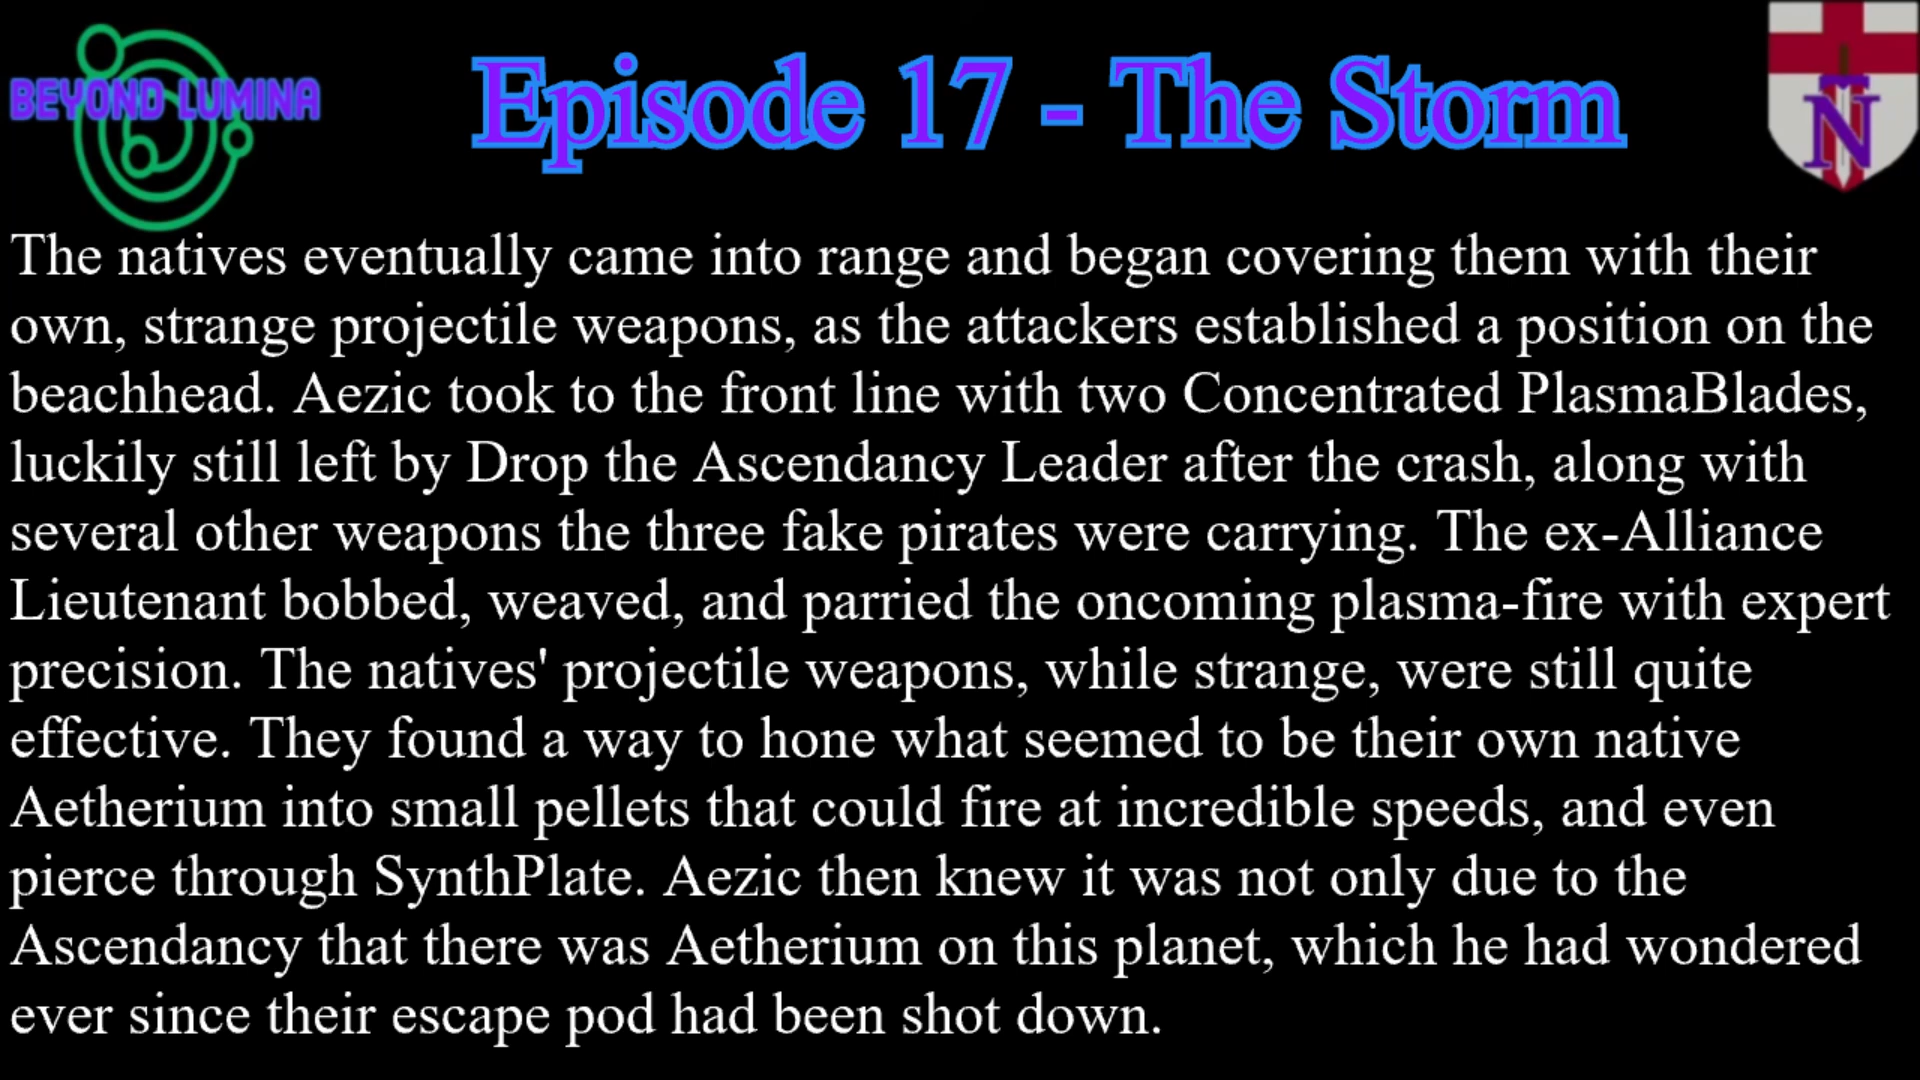 BEYOND LUMINA
Episode 17 - The Storm
N
The natives eventually came into range and began covering them with their
own, strange projectile weapons, as the attackers established a position on the
beachhead. Aezic took to the front line with two Concentrated PlasmaBlades,
luckily still left by Drop the Ascendancy Leader after the crash, along with
several other weapons the three fake pirates were carrying. The ex-Alliance
Lieutenant bobbed, weaved, and parried the oncoming plasma-fire with expert
precision. The natives' projectile weapons, while strange, were still quite
effective. They found a way to hone what seemed to be their own native
Aetherium into small pellets that could fire at incredible speeds, and even
pierce through SynthPlate. Aezic then knew it was not only due to the
Ascendancy that there was Aetherium on this planet, which he had wondered
ever since their escape pod had been shot down.